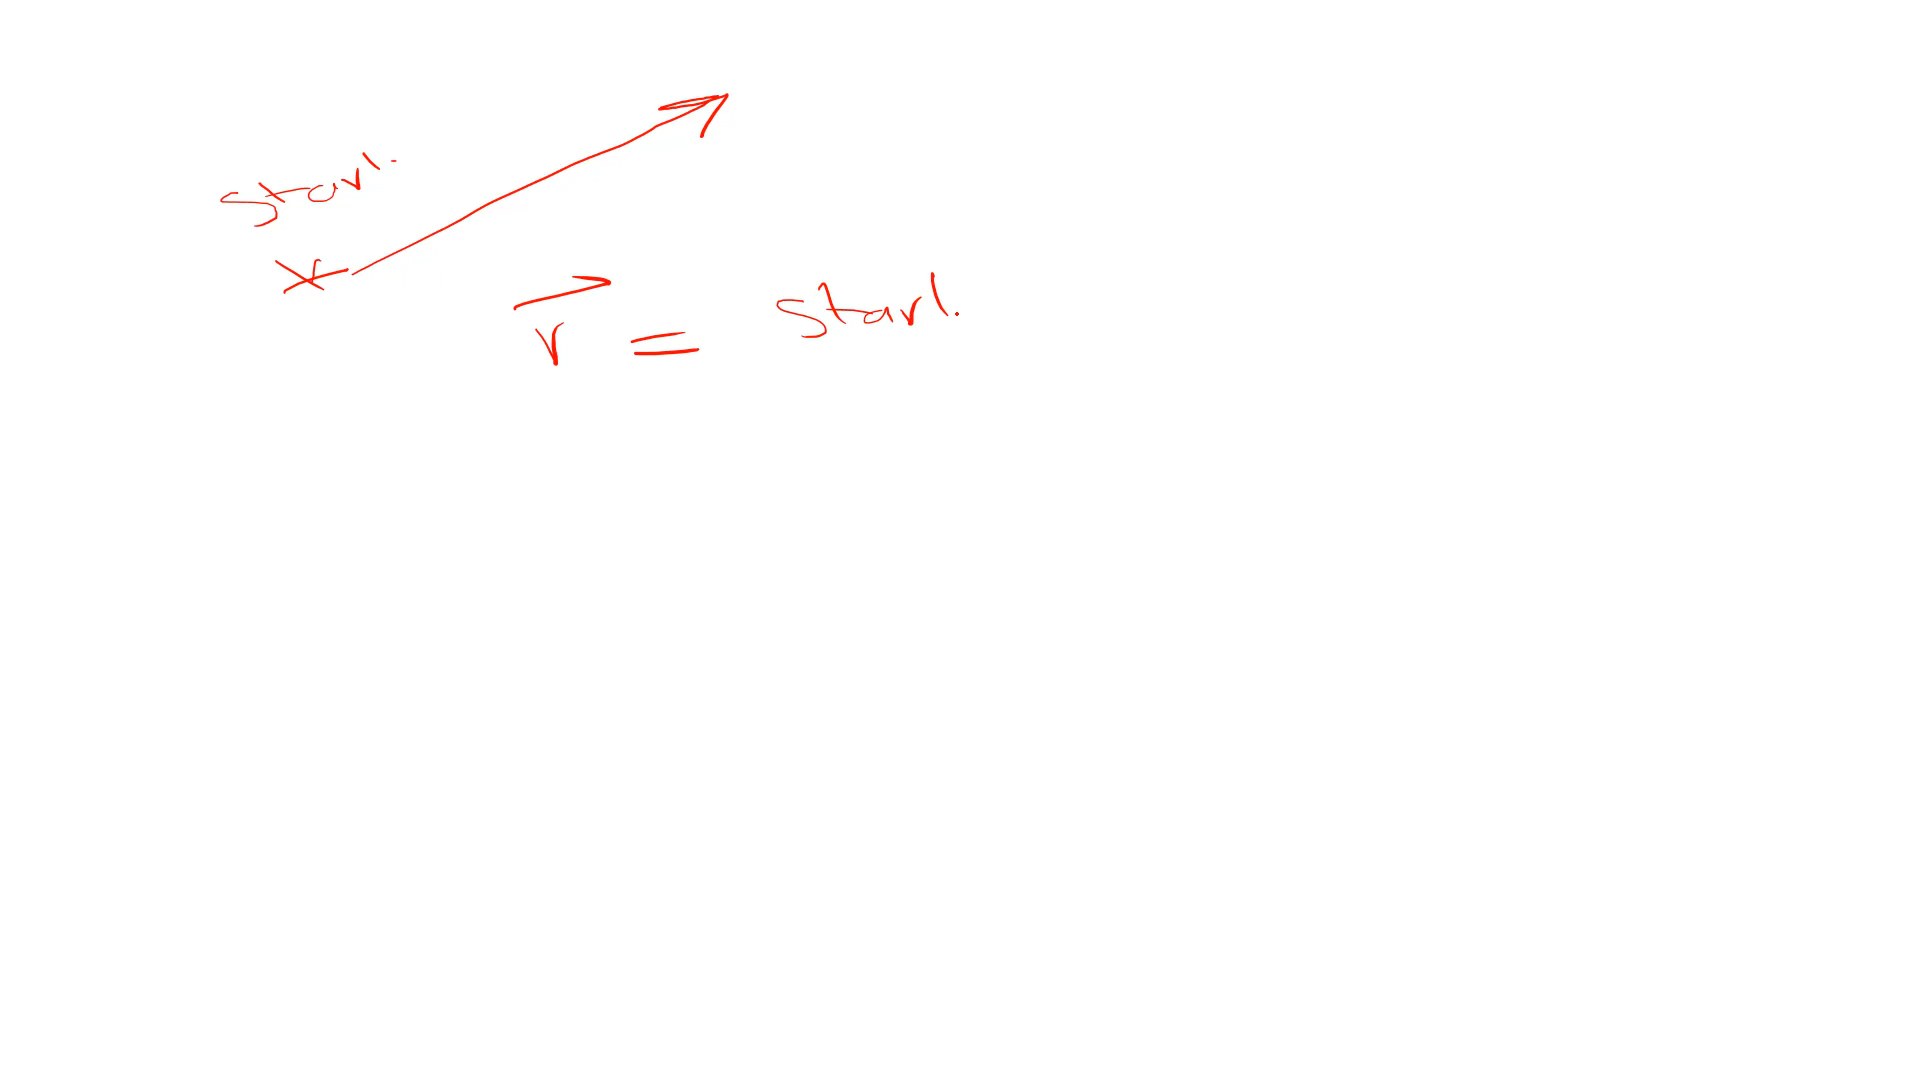 Start
x
r⃗ = Start